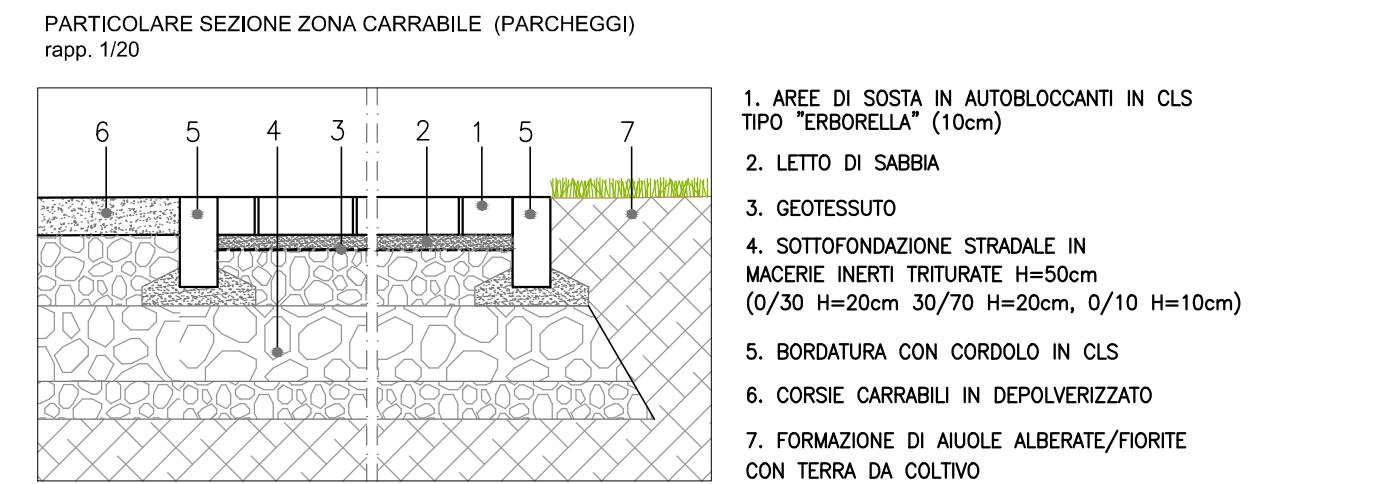 PARTICOLARE SEZIONE ZONA CARRABILE (PARCHEGGI)
rapp. 1/20
6 5 4 3 2 1 5 7
1. AREE DI SOSTA IN AUTOBLOCCANTI IN CLS
TIPO "ERBORELLA" (10cm)
2. LETTO DI SABBIA
3. GEOTESSUTO
4. SOTTOFONDAZIONE STRADALE IN
MACERIE INERTI TRITURATE H=50cm
(0/30 H=20cm 30/70 H=20cm, 0/10 H=10cm)
5. BORDATURA CON CORDOLO IN CLS
6. CORSIE CARRABILI IN DEPOLVERIZZATO
7. FORMAZIONE DI AIUOLE ALBERATE/FIORITE
CON TERRA DA COLTIVO